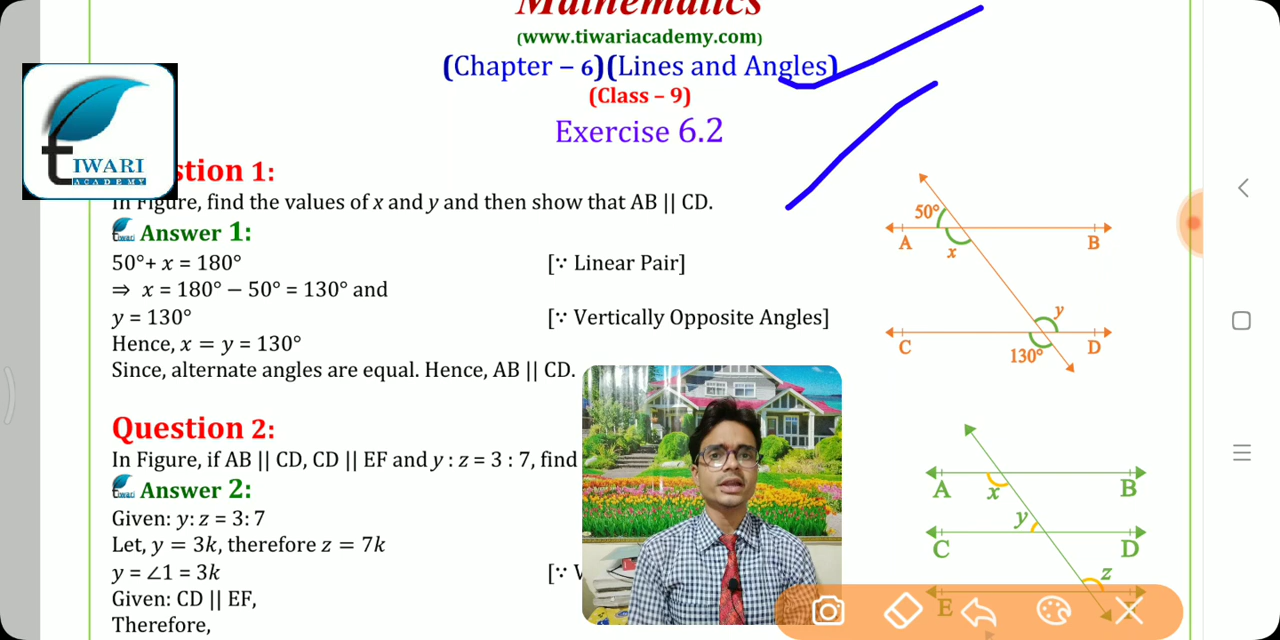 Mathematics
(www.tiwariacademy.com)
(Chapter – 6)(Lines and Angles)
(Class – 9)
Exercise 6.2
TIWARI
ACADEMY
stion 1:
In Figure, find the values of x and y and then show that AB || CD.
Answer 1:
50°+ x = 180° [∵ Linear Pair]
⇒ x = 180° − 50° = 130° and
y = 130° [∵ Vertically Opposite Angles]
Hence, x = y = 130°
Since, alternate angles are equal. Hence, AB || CD.
50°
A B
x
y
C D
130°
Question 2:
In Figure, if AB || CD, CD || EF and y : z = 3 : 7, find
Answer 2:
Given: y: z = 3: 7
Let, y = 3k, therefore z = 7k
y = ∠1 = 3k [∵ V
Given: CD || EF,
Therefore,
A x B
y
C D
z
E